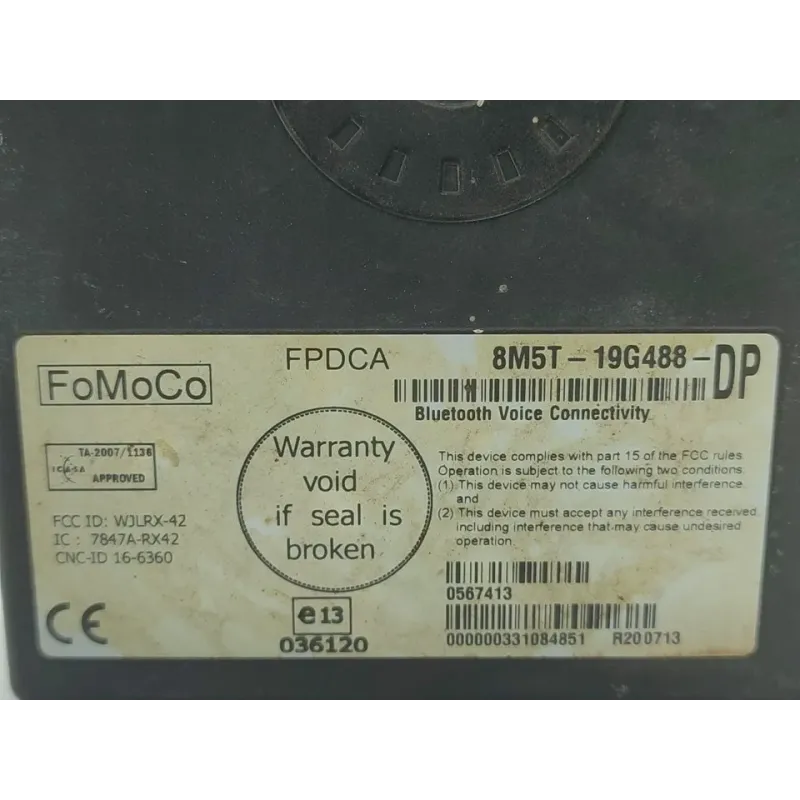 FoMoCo
FPDCA
8M5T-19G488-DP
Bluetooth Voice Connectivity
TA-2007/1136
ICASA
APPROVED
Warranty
void
if seal is
broken
This device complies with part 15 of the FCC rules
Operation is subject to the following two conditions
(1) This device may not cause harmful interference
and
(2) This device must accept any interference received
including interference that may cause undesired
operation.
FCC ID: WJLRX-42
IC : 7847A-RX42
CNC-ID 16-6360
CE
e13
036120
0567413
000000331084851 R200713